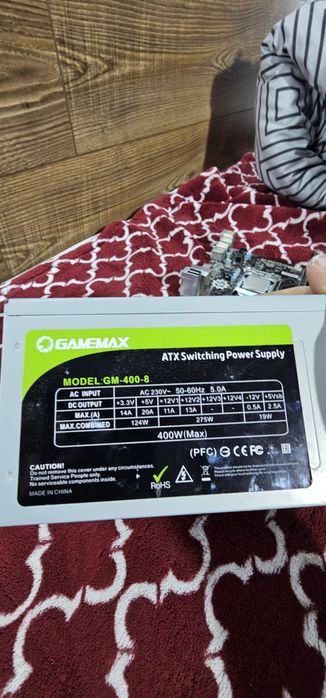 GAMEMAX
ATX Switching Power Supply
MODEL:GM-400-8
AC INPUT AC 230V~ 50-60Hz 5.0A
DC OUTPUT +3.3V +5V +12V1 +12V2 +12V3 +12V4 -12V +5Vsb
MAX.(A) 14A 20A 11A 13A 0.5A 2.5A
MAX.COMBINED 124W 275W 19W
400W(Max)
(PFC) CE
CAUTION!
Do not remove this cover under any circumstances.
Trained Service People only.
No serviceable components inside.
MADE IN CHINA
RoHS